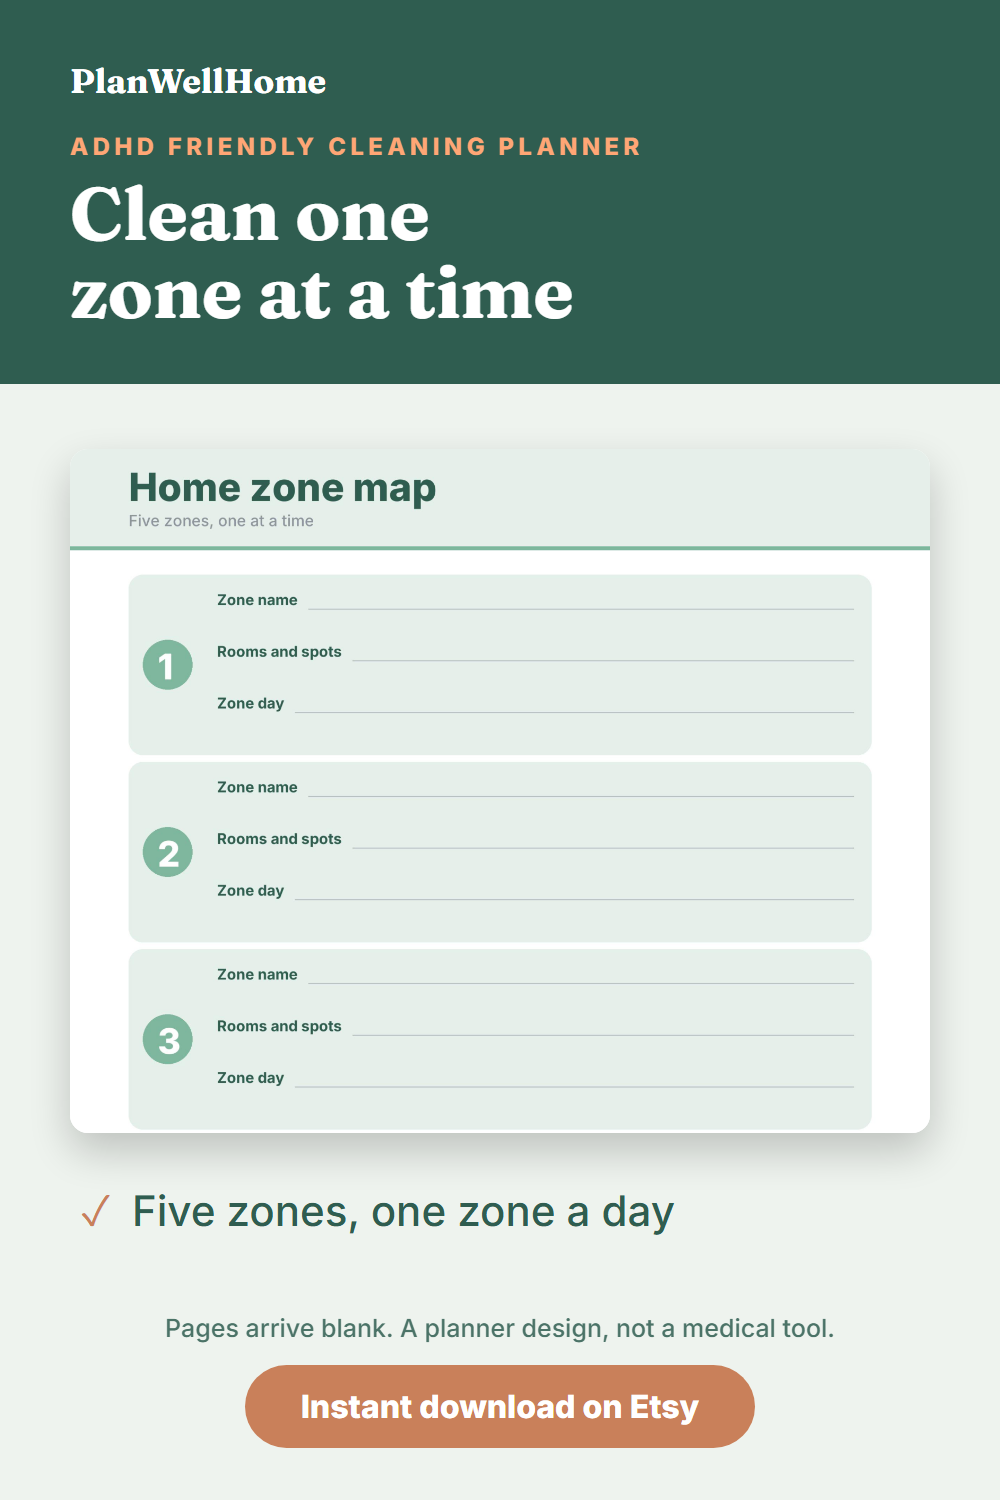 PlanWellHome
ADHD FRIENDLY CLEANING PLANNER
Clean one
zone at a time
Home zone map
Five zones, one at a time
1
Zone name
Rooms and spots
Zone day
2
Zone name
Rooms and spots
Zone day
3
Zone name
Rooms and spots
Zone day
✓ Five zones, one zone a day
Pages arrive blank. A planner design, not a medical tool.
Instant download on Etsy